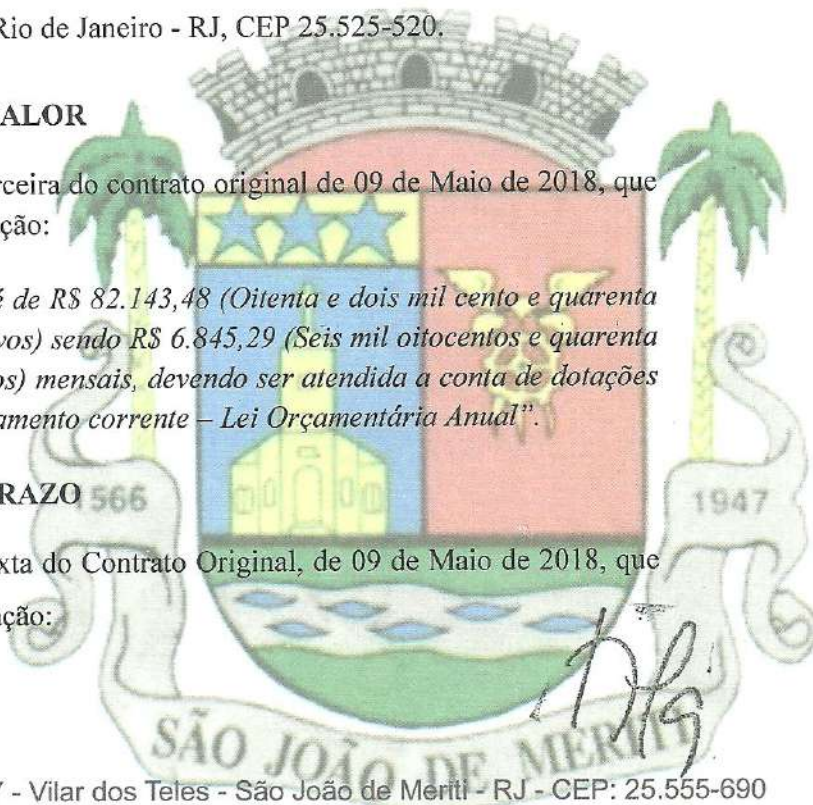 Rio de Janeiro - RJ, CEP 25.525-520.
ALOR
rceira do contrato original de 09 de Maio de 2018, que
ção:
é de R$ 82.143,48 (Oitenta e dois mil cento e quarenta
vos) sendo R$ 6.845,29 (Seis mil oitocentos e quarenta
os) mensais, devendo ser atendida a conta de dotações
amento corrente – Lei Orçamentária Anual".
RAZO
1566
1947
xta do Contrato Original, de 09 de Maio de 2018, que
ação:
SÃO JOÃO DE MERITI
- Vilar dos Teles - São João de Meriti - RJ - CEP: 25.555-690